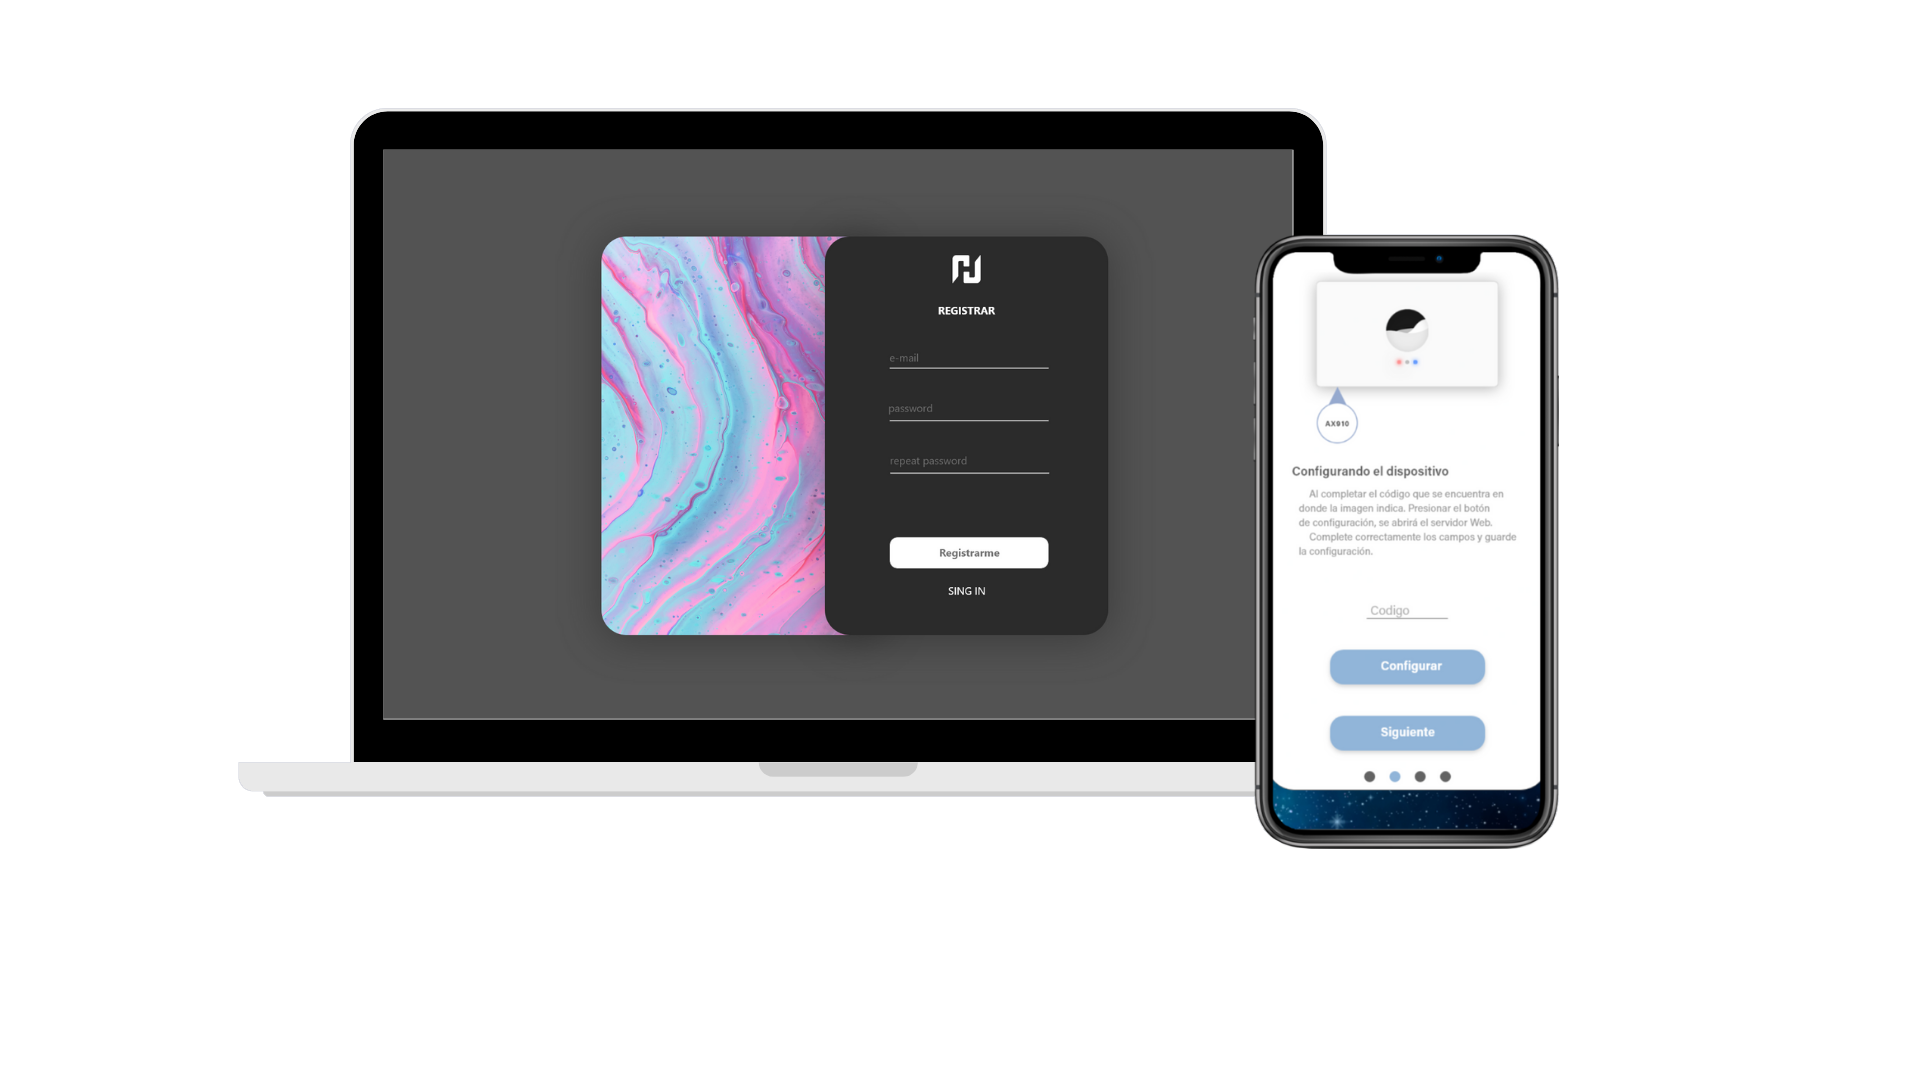 REGISTRAR
e-mail
password
repeat password
Registrarme
SING IN
AX910
Configurando el dispositivo
Al completar el código que se encuentra en
donde la imagen indica. Presionar el botón
de configuración, se abrirá el servidor Web.
Complete correctamente los campos y guarde
la configuración.
Codigo
Configurar
Siguiente